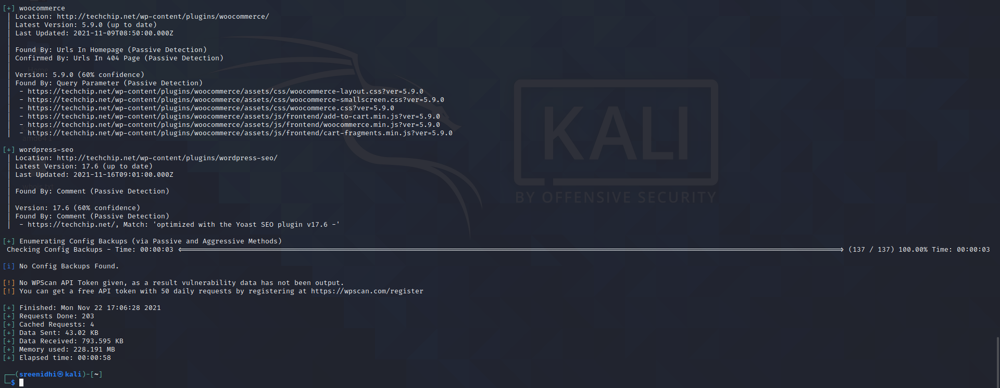 [+] woocommerce
| Location: http://techchip.net/wp-content/plugins/woocommerce/
| Latest Version: 5.9.0 (up to date)
| Last Updated: 2021-11-09T08:50:00.000Z
|
| Found By: Urls In Homepage (Passive Detection)
| Confirmed By: Urls In 404 Page (Passive Detection)
|
Home
| Version: 5.9.0 (60% confidence)
| Found By: Query Parameter (Passive Detection)
|  - https://techchip.net/wp-content/plugins/woocommerce/assets/css/woocommerce-layout.css?ver=5.9.0
|  - https://techchip.net/wp-content/plugins/woocommerce/assets/css/woocommerce-smallscreen.css?ver=5.9.0
|  - https://techchip.net/wp-content/plugins/woocommerce/assets/css/woocommerce.css?ver=5.9.0
|  - https://techchip.net/wp-content/plugins/woocommerce/assets/js/frontend/add-to-cart.min.js?ver=5.9.0
|  - https://techchip.net/wp-content/plugins/woocommerce/assets/js/frontend/woocommerce.min.js?ver=5.9.0
|  - https://techchip.net/wp-content/plugins/woocommerce/assets/js/frontend/cart-fragments.min.js?ver=5.9.0
[+] wordpress-seo
| Location: http://techchip.net/wp-content/plugins/wordpress-seo/
| Latest Version: 17.6 (up to date)
| Last Updated: 2021-11-16T09:01:00.000Z
|
whois.txt
| Found By: Comment (Passive Detection)
|
| Version: 17.6 (60% confidence)
| Found By: Comment (Passive Detection)
|  - https://techchip.net/, Match: 'optimized with the Yoast SEO plugin v17.6 -'
[+] Enumerating Config Backups (via Passive and Aggressive Methods)
Checking Config Backups - Time: 00:00:03 <=====> (137 / 137) 100.00% Time: 00:00:03
[i] No Config Backups Found.
[!] No WPScan API Token given, as a result vulnerability data has not been output.
[!] You can get a free API token with 50 daily requests by registering at https://wpscan.com/register
[+] Finished: Mon Nov 22 17:06:28 2021
[+] Requests Done: 203
[+] Cached Requests: 4
[+] Data Sent: 43.02 KB
[+] Data Received: 793.595 KB
[+] Memory used: 228.191 MB
[+] Elapsed time: 00:00:58
┌──(sreenidhi㉿kali)-[~]
└─$
KALI
BY OFFENSIVE SECURITY